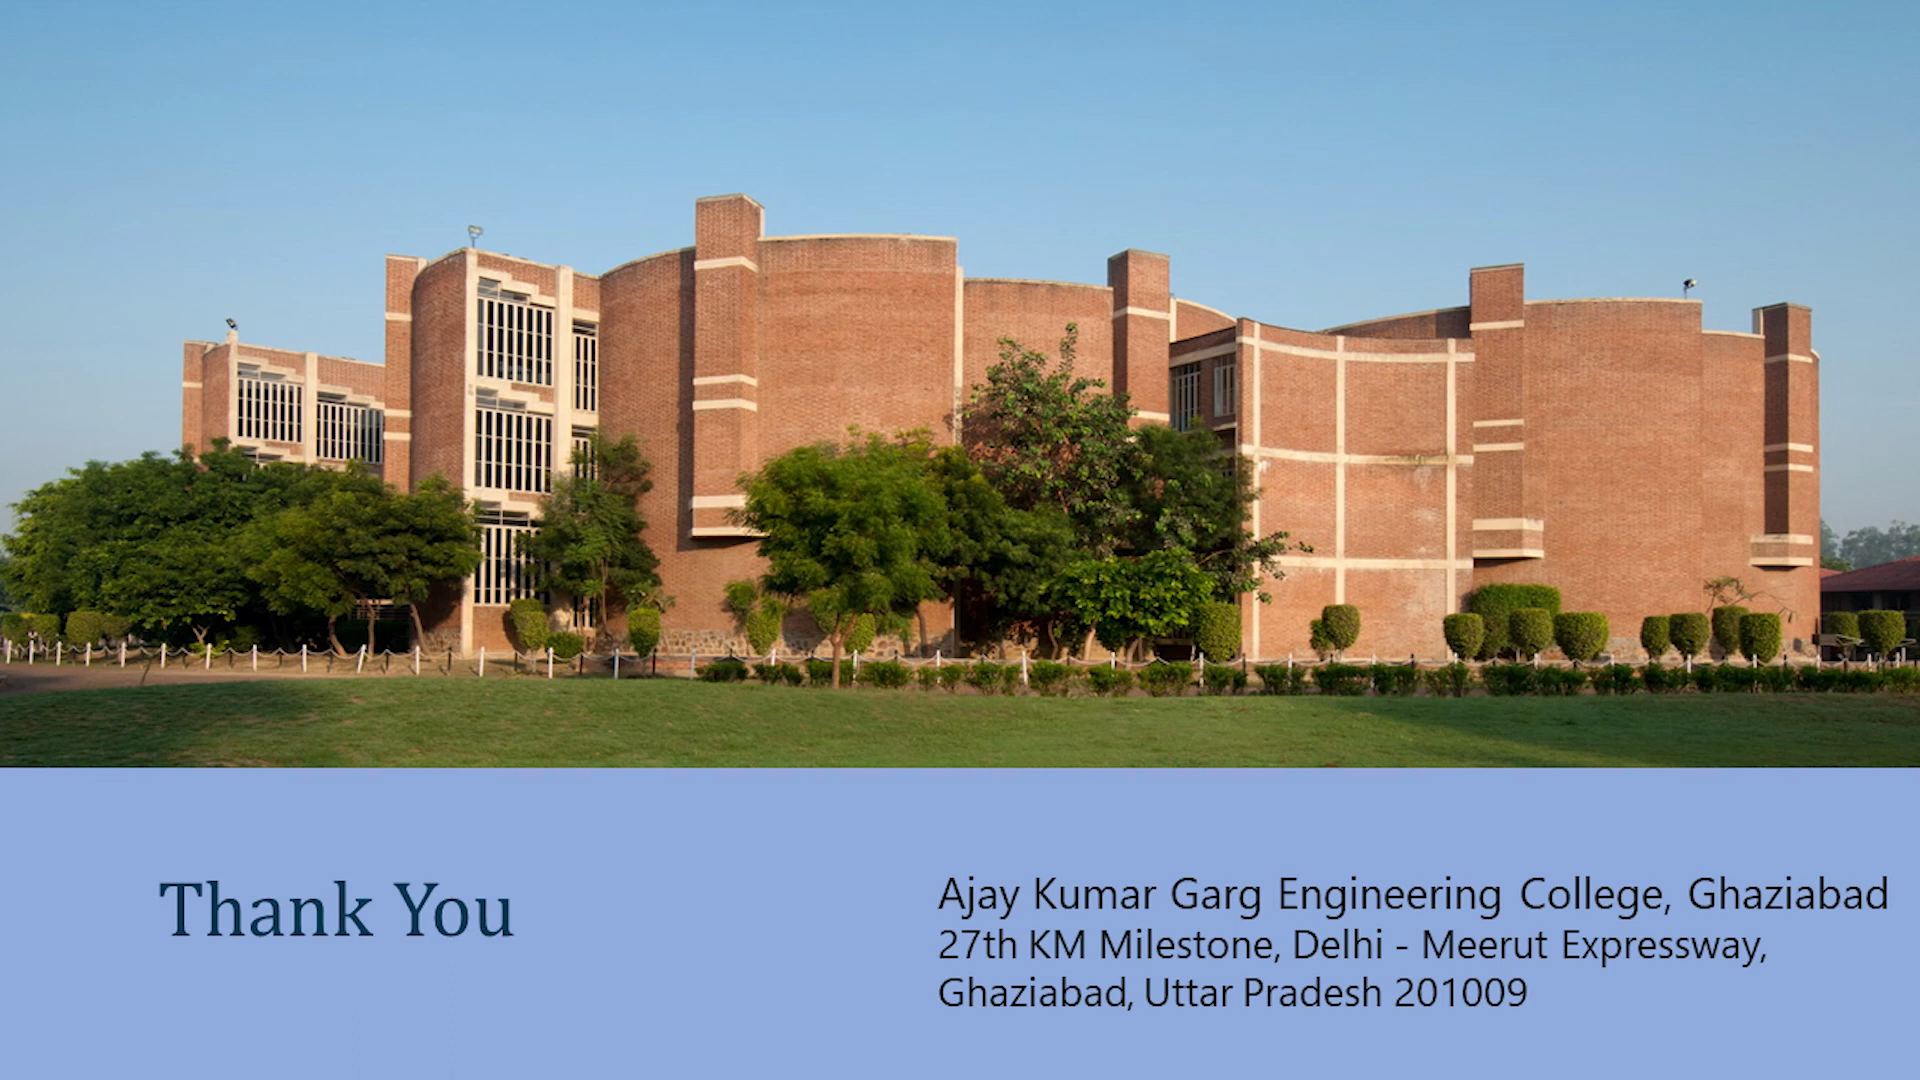 Thank You
Ajay Kumar Garg Engineering College, Ghaziabad
27th KM Milestone, Delhi - Meerut Expressway,
Ghaziabad, Uttar Pradesh 201009